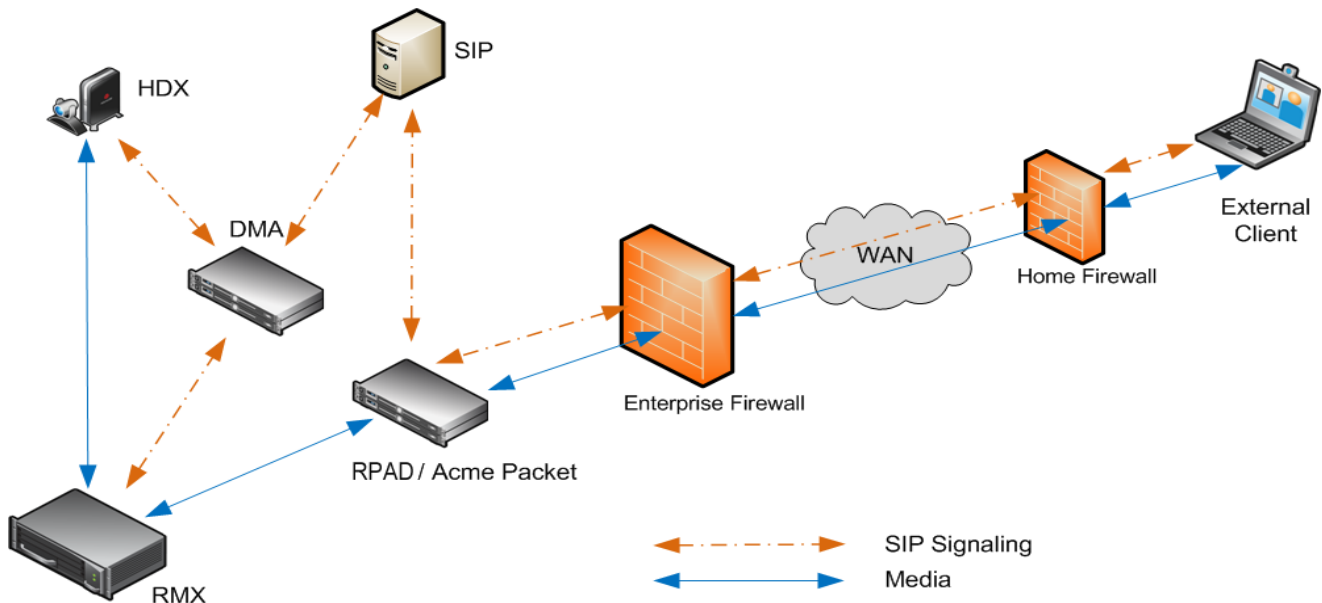 SIP
HDX
DMA
WAN
External
Client
Home Firewall
Enterprise Firewall
RPAD / Acme Packet
SIP Signaling
Media
RMX